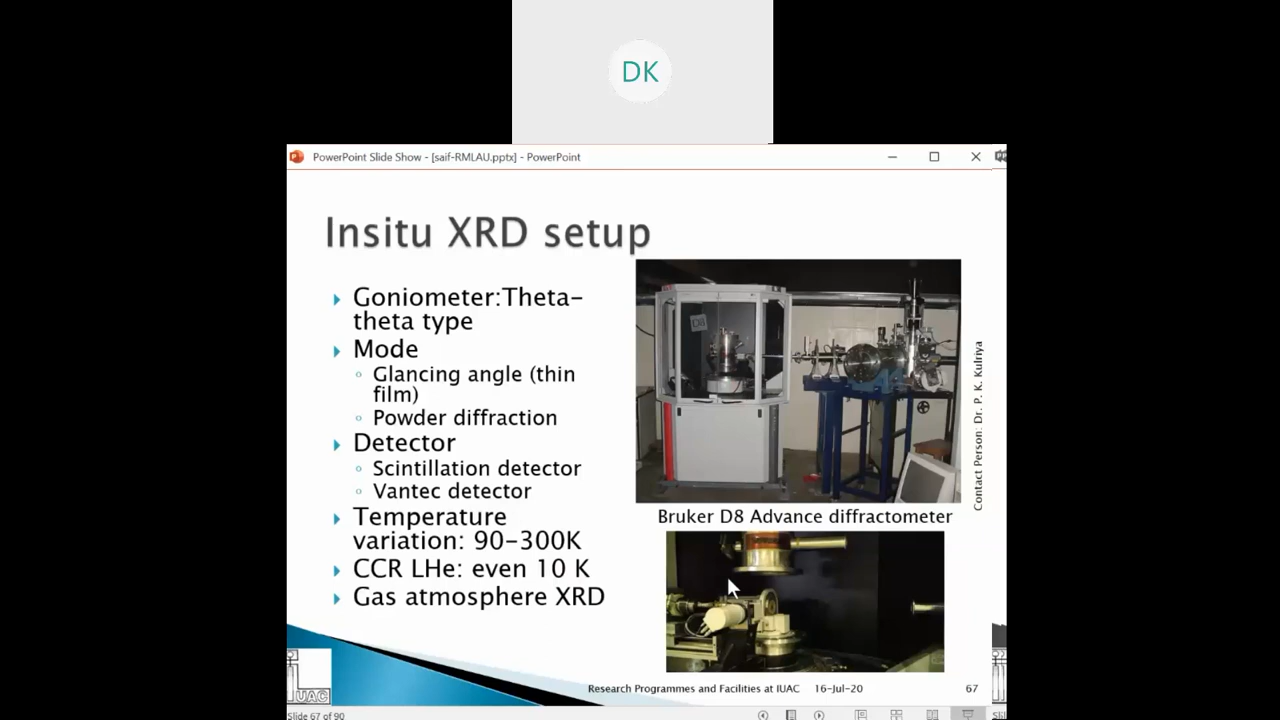 DK
PowerPoint Slide Show - [saif-RMLAU.pptx] - PowerPoint
Insitu XRD setup
Goniometer:Theta-
theta type
Mode
Glancing angle (thin
film)
Powder diffraction
Detector
Scintillation detector
Vantec detector
Temperature
variation: 90-300K
CCR LHe: even 10 K
Gas atmosphere XRD
D8
Bruker D8 Advance diffractometer
Contact Person: Dr. P. K. Kulriya
IUAC
Research Programmes and Facilities at IUAC 16-Jul-20 67
Slide 67 of 90